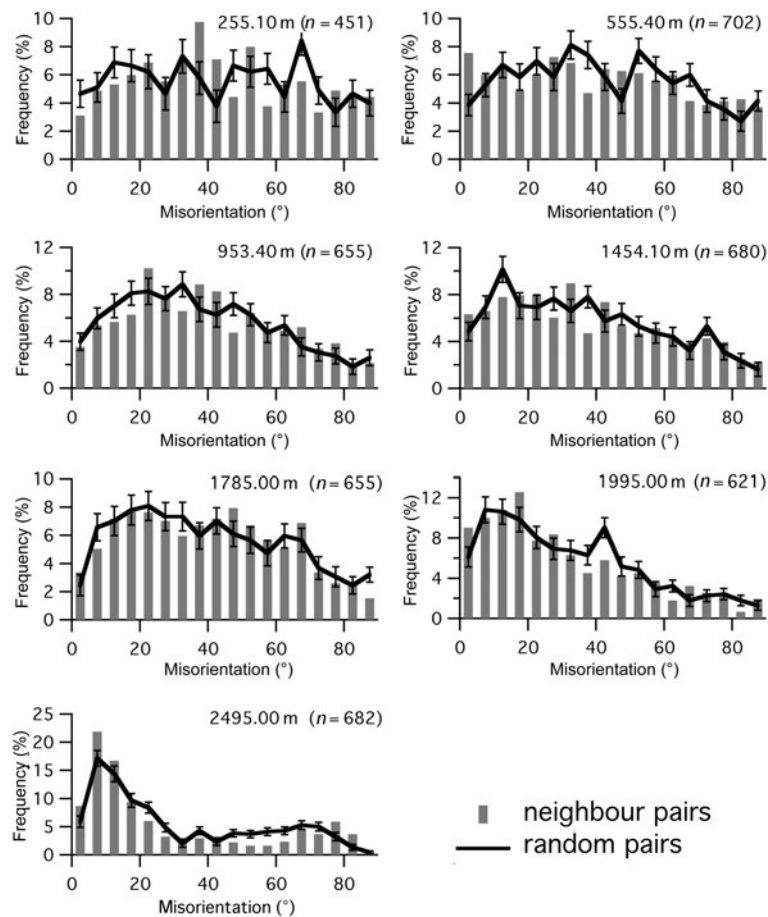 255.10 m (n=451)
10
8
6
4
2
0
Frequency (%)
0 20 40 60 80
Misorientation (°)
555.40 m (n=702)
10
8
6
4
2
0
Frequency (%)
0 20 40 60 80
Misorientation (°)
953.40 m (n=655)
12
8
4
0
Frequency (%)
0 20 40 60 80
Misorientation (°)
1454.10 m (n=680)
12
8
4
0
Frequency (%)
0 20 40 60 80
Misorientation (°)
1785.00 m (n=655)
10
8
6
4
2
0
Frequency (%)
0 20 40 60 80
Misorientation (°)
1995.00 m (n=621)
12
8
4
0
Frequency (%)
0 20 40 60 80
Misorientation (°)
2495.00 m (n=682)
25
20
15
10
5
0
Frequency (%)
0 20 40 60 80
Misorientation (°)
neighbour pairs
random pairs